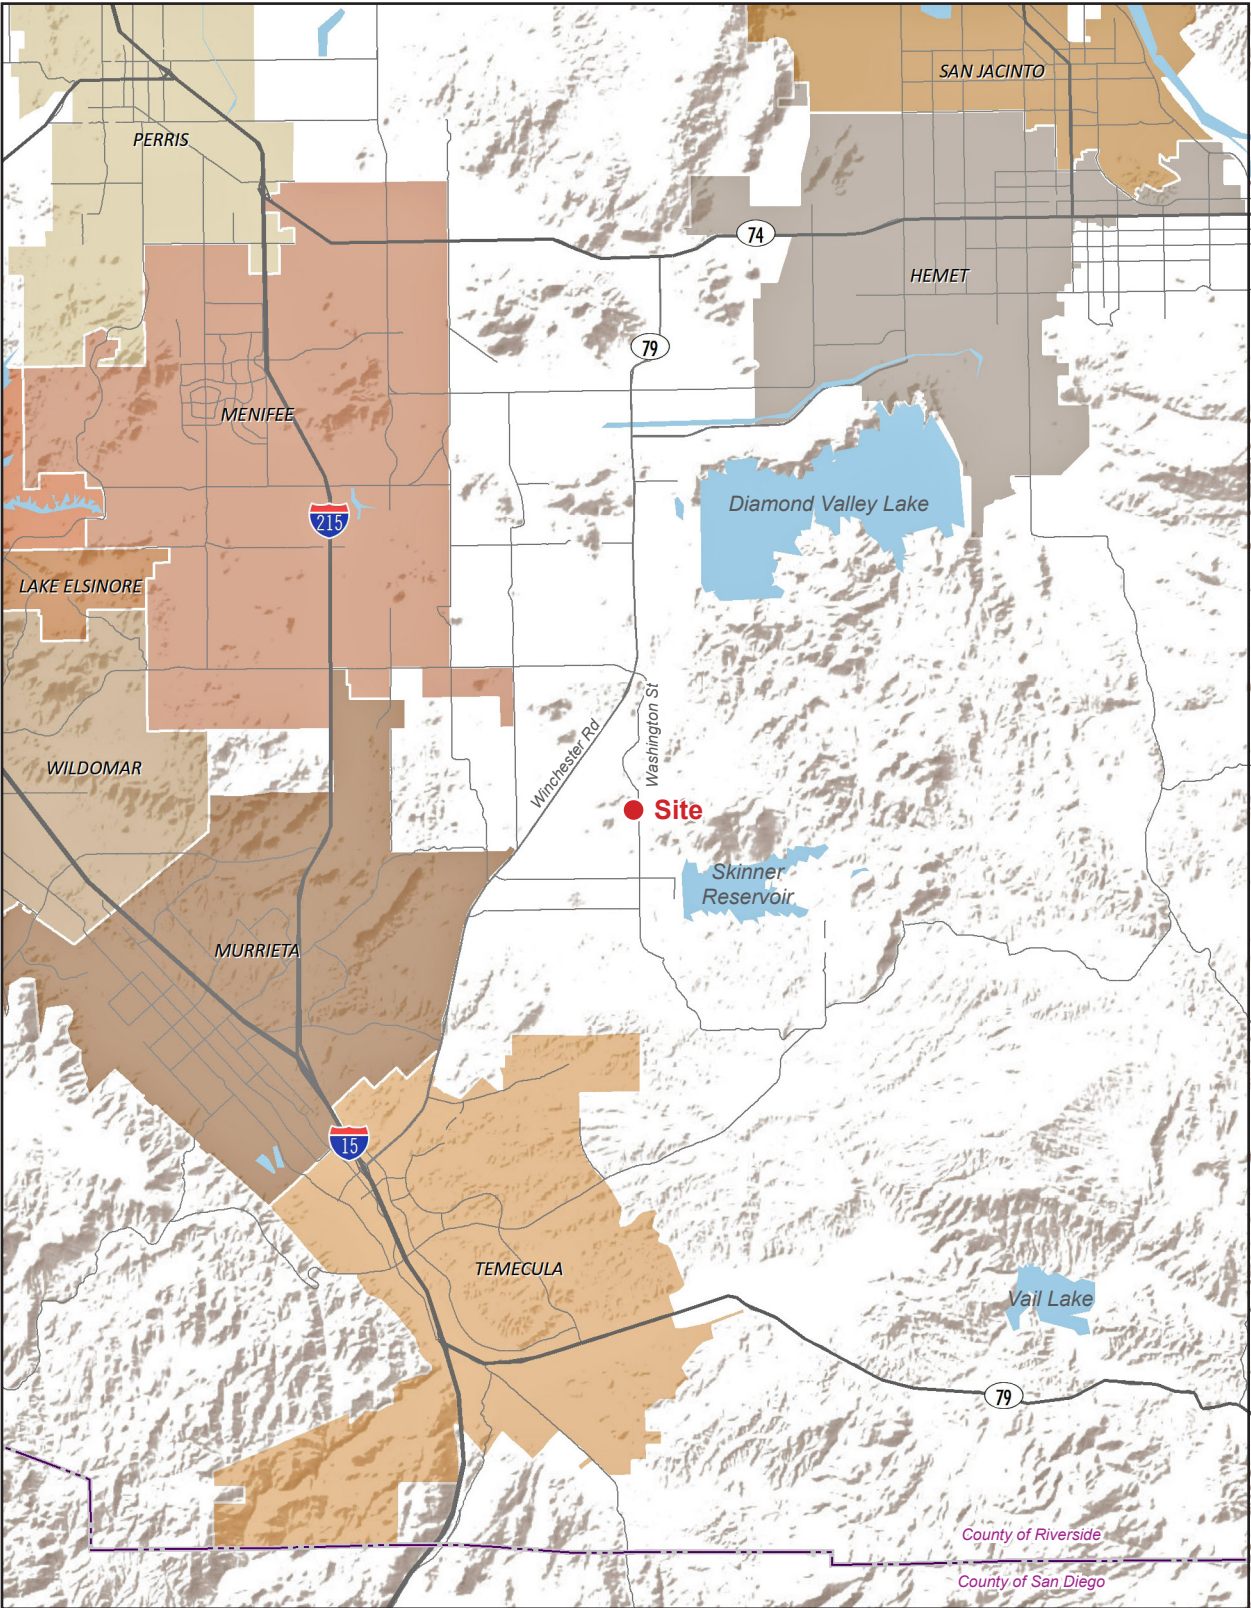 SAN JACINTO
PERRIS
74
HEMET
79
MENIFEE
Diamond Valley Lake
215
LAKE ELSINORE
Winchester Rd
Washington St
WILDOMAR
Site
Skinner
Reservoir
MURRIETA
15
TEMECULA
Vail Lake
79
County of Riverside
County of San Diego